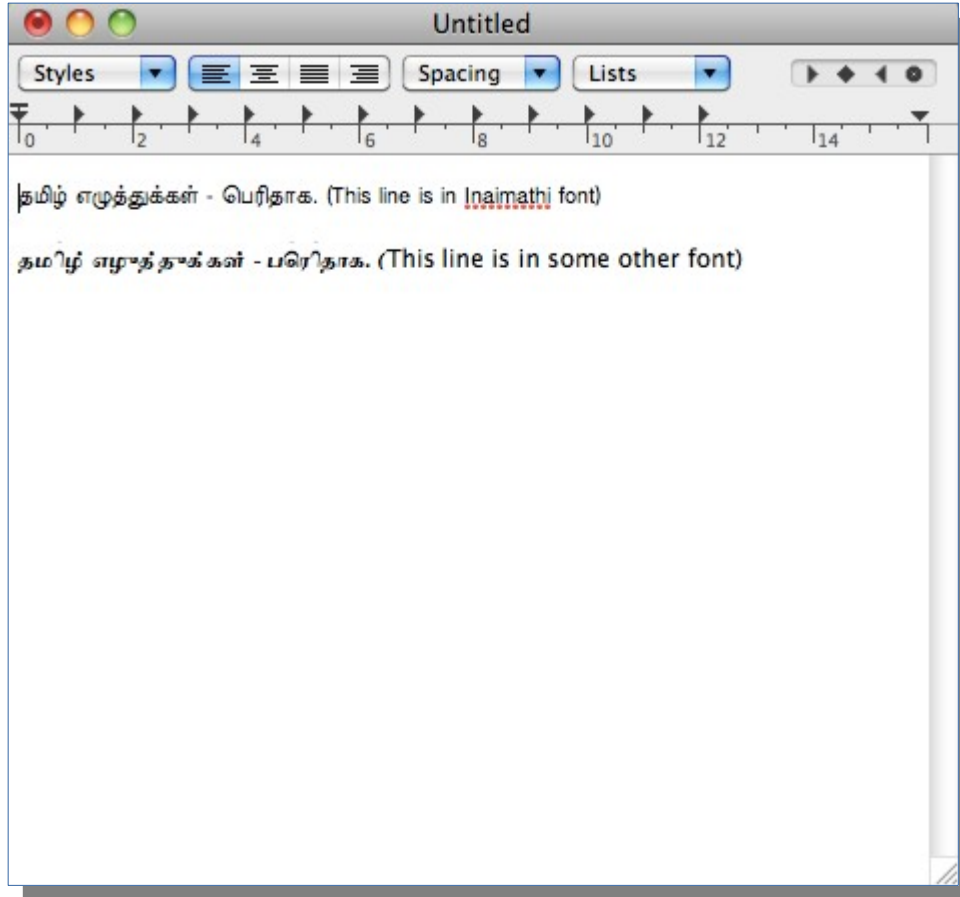 Untitled
Styles Spacing Lists
0 2 4 6 8 10 12 14
தமிழ் எழுத்துக்கள் - பெரிதாக. (This line is in Inaimathi font)
தமிழ் எழுத்துக்கள் - பெரிதாக. (This line is in some other font)